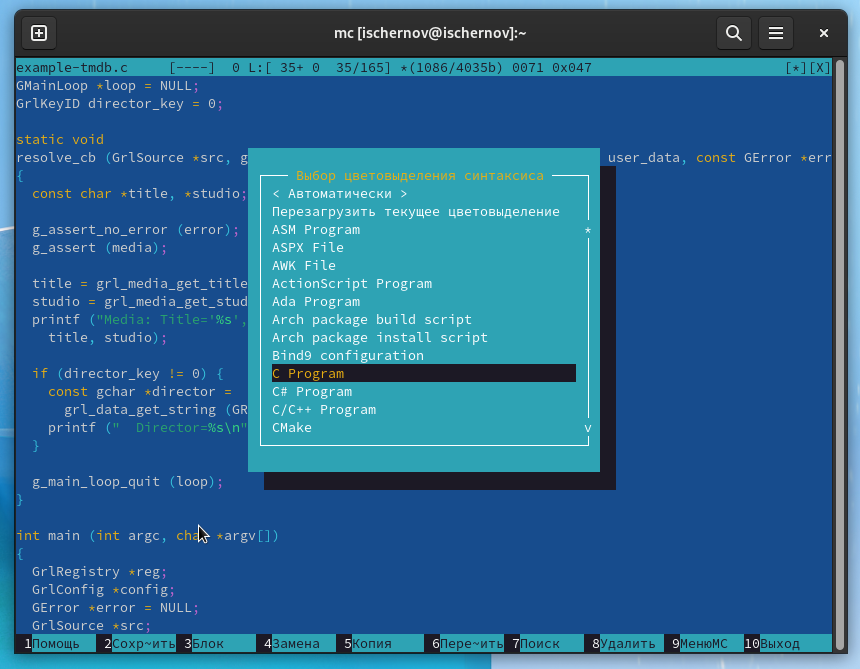 mc [ischernov@ischernov]:~
example-tmdb.c [----] 0 L:[ 35+ 0 35/165] *(1086/4035b) 0071 0x047 [*][X]
GMainLoop *loop = NULL;
GrlKeyID director_key = 0;
static void
resolve_cb (GrlSource *src, g user_data, const GError *err
{
const char *title, *studio;
g_assert_no_error (error);
g_assert (media);
title = grl_media_get_title
studio = grl_media_get_stud
printf ("Media: Title='%s',
title, studio);
if (director_key != 0) {
const gchar *director =
grl_data_get_string (GR
printf ("  Director=%s\n"
}
g_main_loop_quit (loop);
}
int main (int argc, char *argv[])
{
GrlRegistry *reg;
GrlConfig *config;
GError *error = NULL;
GrlSource *src;
Выбор цветовыделения синтаксиса
< Автоматически >
Перезагрузить текущее цветовыделение
ASM Program
ASPX File
AWK File
ActionScript Program
Ada Program
Arch package build script
Arch package install script
Bind9 configuration
C Program
C# Program
C/C++ Program
CMake
1Помощь 2Сохр~ить 3Блок 4Замена 5Копия 6Пере~ить 7Поиск 8Удалить 9МенюМС 10Выход